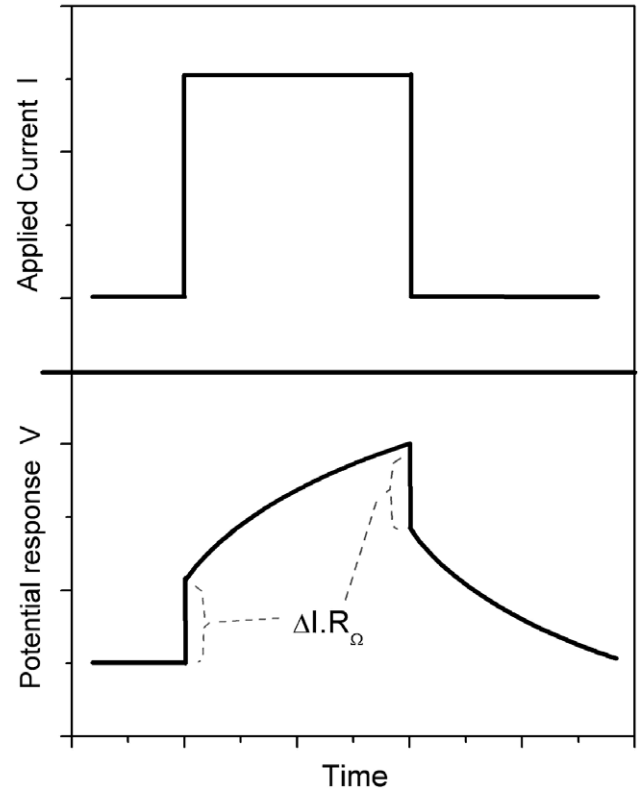 Applied Current I
Potential response V
ΔI.RΩ
Time